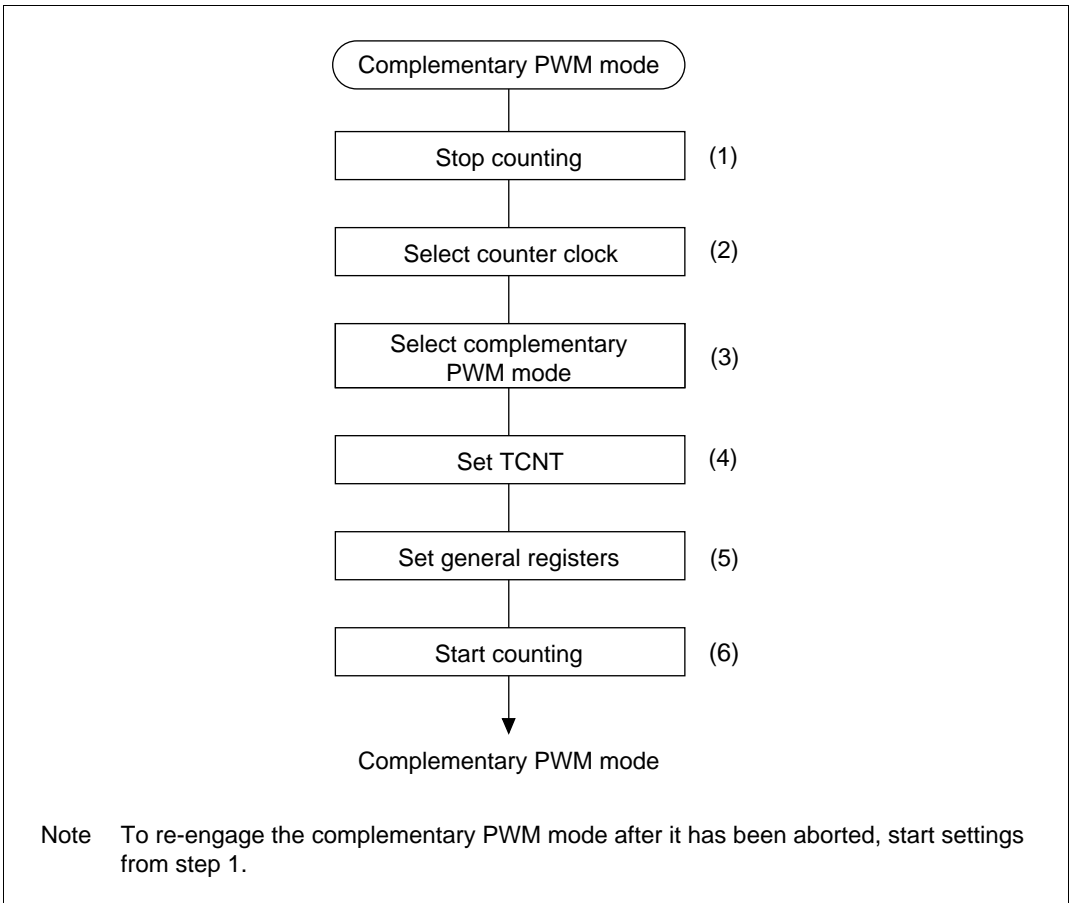 Complementary PWM mode
Stop counting (1)
Select counter clock (2)
Select complementary
PWM mode (3)
Set TCNT (4)
Set general registers (5)
Start counting (6)
Complementary PWM mode
Note To re-engage the complementary PWM mode after it has been aborted, start settings
from step 1.